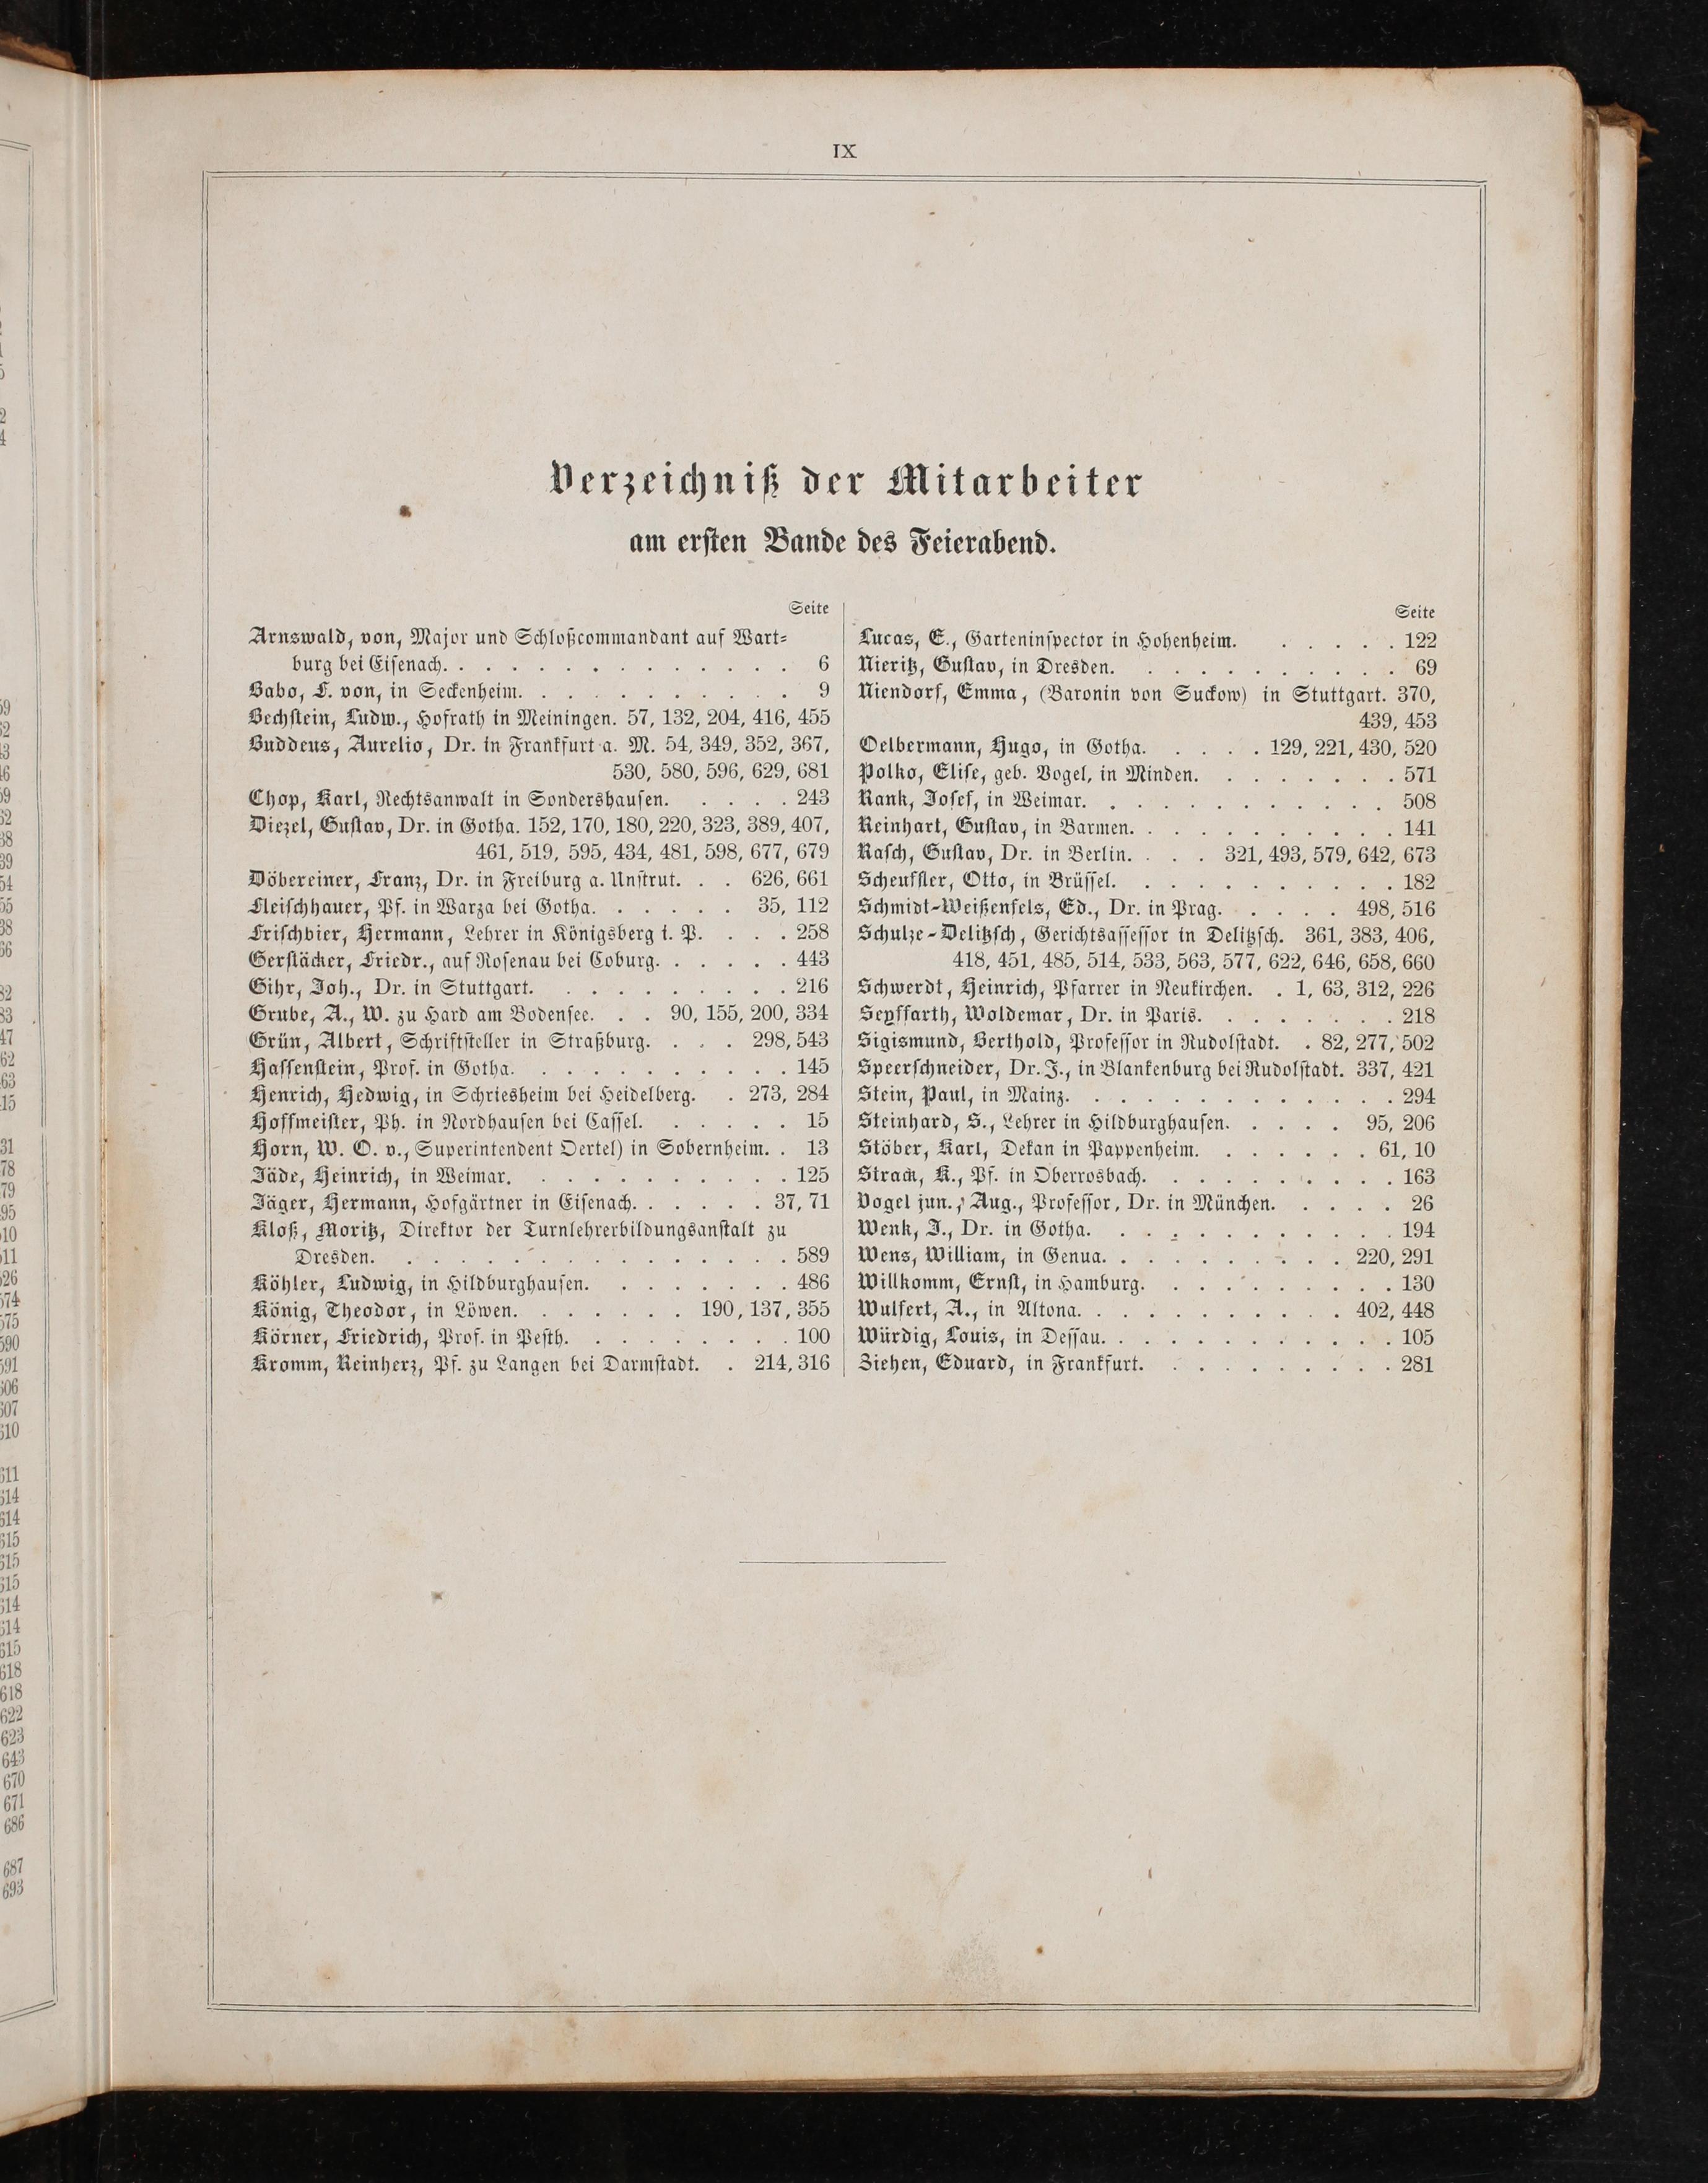 IX
Verzeichniß der Mitarbeiter
am ersten Bande des Feierabend.
Seite
Arnswald, von, Major und Schloßcommandant auf Wart-
burg bei Eisenach. . . . . . . . . . . . . . 6
Babo, F. von, in Seckenheim. . . . . . . . . . . 9
Bechstein, Ludw., Hofrath in Meiningen. 57, 132, 204, 416, 455
Buddeus, Aurelio, Dr. in Frankfurt a. M. 54, 349, 352, 367,
530, 580, 596, 629, 681
Chop, Karl, Rechtsanwalt in Sondershausen. . . . . 243
Diezel, Gustav, Dr. in Gotha. 152, 170, 180, 220, 323, 389, 407,
461, 519, 595, 434, 481, 598, 677, 679
Döbereiner, Franz, Dr. in Freiburg a. Unstrut. . . 626, 661
Fleischhauer, Pf. in Warza bei Gotha. . . . . . 35, 112
Frischbier, Hermann, Lehrer in Königsberg i. P. . . . 258
Gerstäcker, Friedr., auf Rosenau bei Coburg. . . . . . 443
Gihr, Joh., Dr. in Stuttgart. . . . . . . . . . 216
Grube, A., W. zu Hard am Bodensee. . . 90, 155, 200, 334
Grün, Albert, Schriftsteller in Straßburg. . . . 298, 543
Hassenstein, Prof. in Gotha. . . . . . . . . . . 145
Henrich, Hedwig, in Schriesheim bei Heidelberg. . 273, 284
Hoffmeister, Ph. in Nordhausen bei Cassel. . . . . . 15
Horn, W. O. v., Superintendent Oertel) in Sobernheim. . 13
Jäde, Heinrich, in Weimar. . . . . . . . . . . 125
Jäger, Hermann, Hofgärtner in Eisenach. . . . . . 37, 71
Kloß, Moritz, Direktor der Turnlehrerbildungsanstalt zu
Dresden. . . . . . . . . . . . . . . . 589
Köhler, Ludwig, in Hildburghausen. . . . . . . . 486
König, Theodor, in Löwen. . . . . . . 190, 137, 355
Körner, Friedrich, Prof. in Pesth. . . . . . . . . 100
Kromm, Reinherz, Pf. zu Langen bei Darmstadt. . 214, 316
Seite
Lucas, E., Garteninspector in Hohenheim. . . . . . 122
Nieritz, Gustav, in Dresden. . . . . . . . . . . 69
Niendorf, Emma, (Baronin von Suckow) in Stuttgart. 370,
439, 453
Oelbermann, Hugo, in Gotha. . . . . 129, 221, 430, 520
Polko, Elise, geb. Vogel, in Minden. . . . . . . . 571
Rank, Josef, in Weimar. . . . . . . . . . . . 508
Reinhart, Gustav, in Barmen. . . . . . . . . . . 141
Rasch, Gustav, Dr. in Berlin. . . . 321, 493, 579, 642, 673
Scheuffler, Otto, in Brüssel. . . . . . . . . . . 182
Schmidt-Weißenfels, Ed., Dr. in Prag. . . . . 498, 516
Schulze-Delitzsch, Gerichtsassessor in Delitzsch. 361, 383, 406,
418, 451, 485, 514, 533, 563, 577, 622, 646, 658, 660
Schwerdt, Heinrich, Pfarrer in Neukirchen. . 1, 63, 312, 226
Seyffarth, Woldemar, Dr. in Paris. . . . . . . . 218
Sigismund, Berthold, Professor in Rudolstadt. . 82, 277, 502
Speerschneider, Dr. J., in Blankenburg bei Rudolstadt. 337, 421
Stein, Paul, in Mainz. . . . . . . . . . . . . 294
Steinhard, S., Lehrer in Hildburghausen. . . . . 95, 206
Stöber, Karl, Dekan in Pappenheim. . . . . . . 61, 10
Strack, K., Pf. in Oberrosbach. . . . . . . . . . 163
Vogel jun., Aug., Professor, Dr. in München. . . . . 26
Wenk, J., Dr. in Gotha. . . . . . . . . . . . 194
Wens, William, in Genua. . . . . . . . . . 220, 291
Willkomm, Ernst, in Hamburg. . . . . . . . . . 130
Wulfert, A., in Altona. . . . . . . . . . . 402, 448
Würdig, Louis, in Dessau. . . . . . . . . . . . 105
Ziehen, Eduard, in Frankfurt. . . . . . . . . . 281